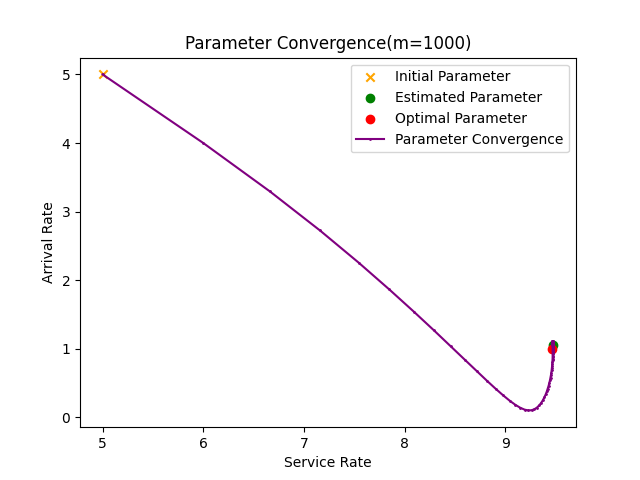 Parameter Convergence(m=1000)
Initial Parameter
Estimated Parameter
Optimal Parameter
Parameter Convergence
Arrival Rate
5
4
3
2
1
0
5 6 7 8 9
Service Rate